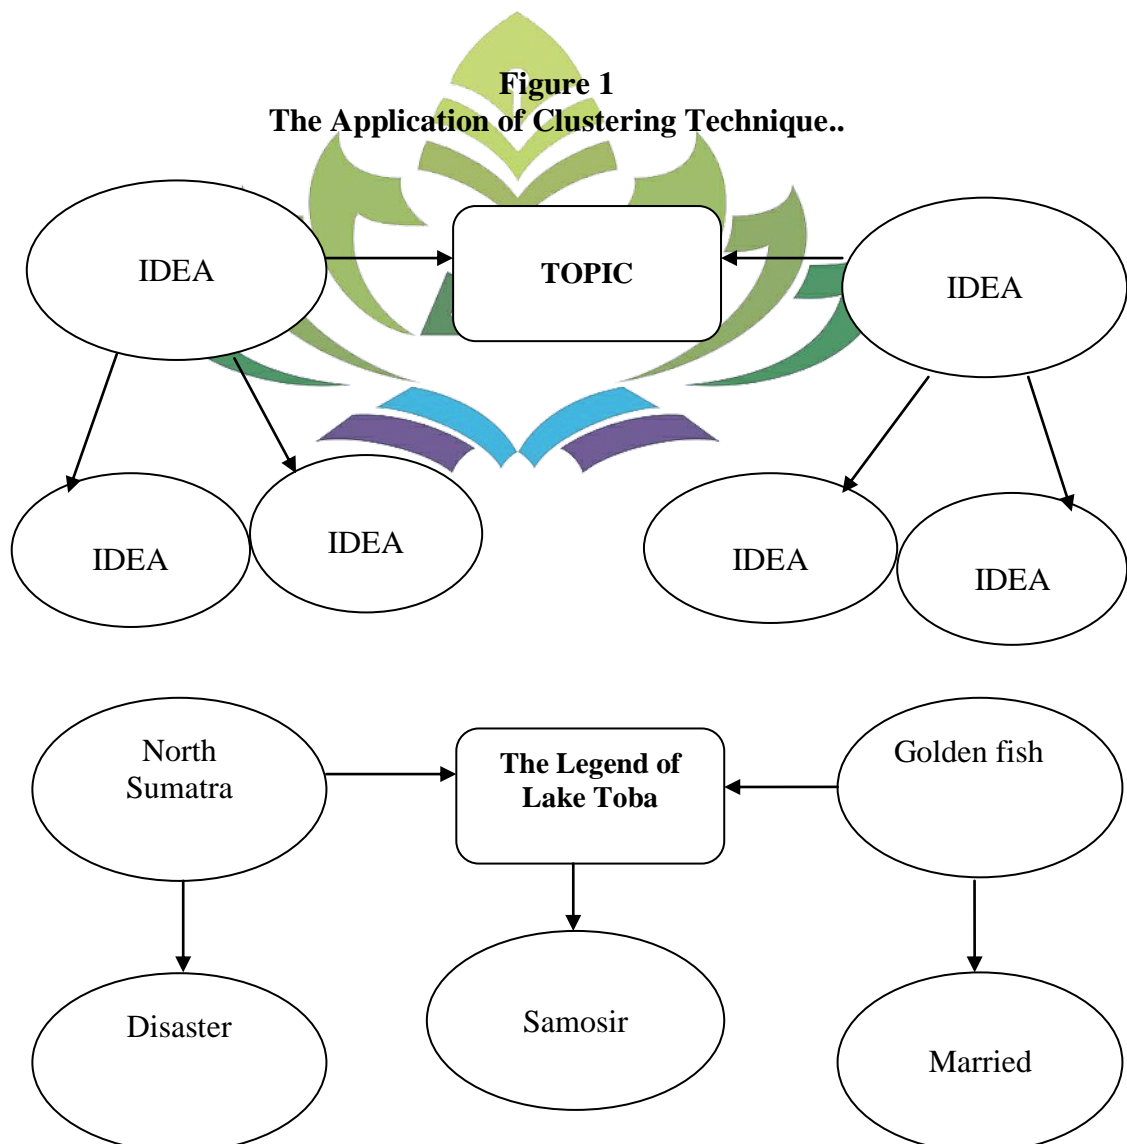 Figure 1
The Application of Clustering Technique..
IDEA
TOPIC
IDEA
IDEA
IDEA
IDEA
IDEA
North
Sumatra
The Legend of
Lake Toba
Golden fish
Disaster
Samosir
Married